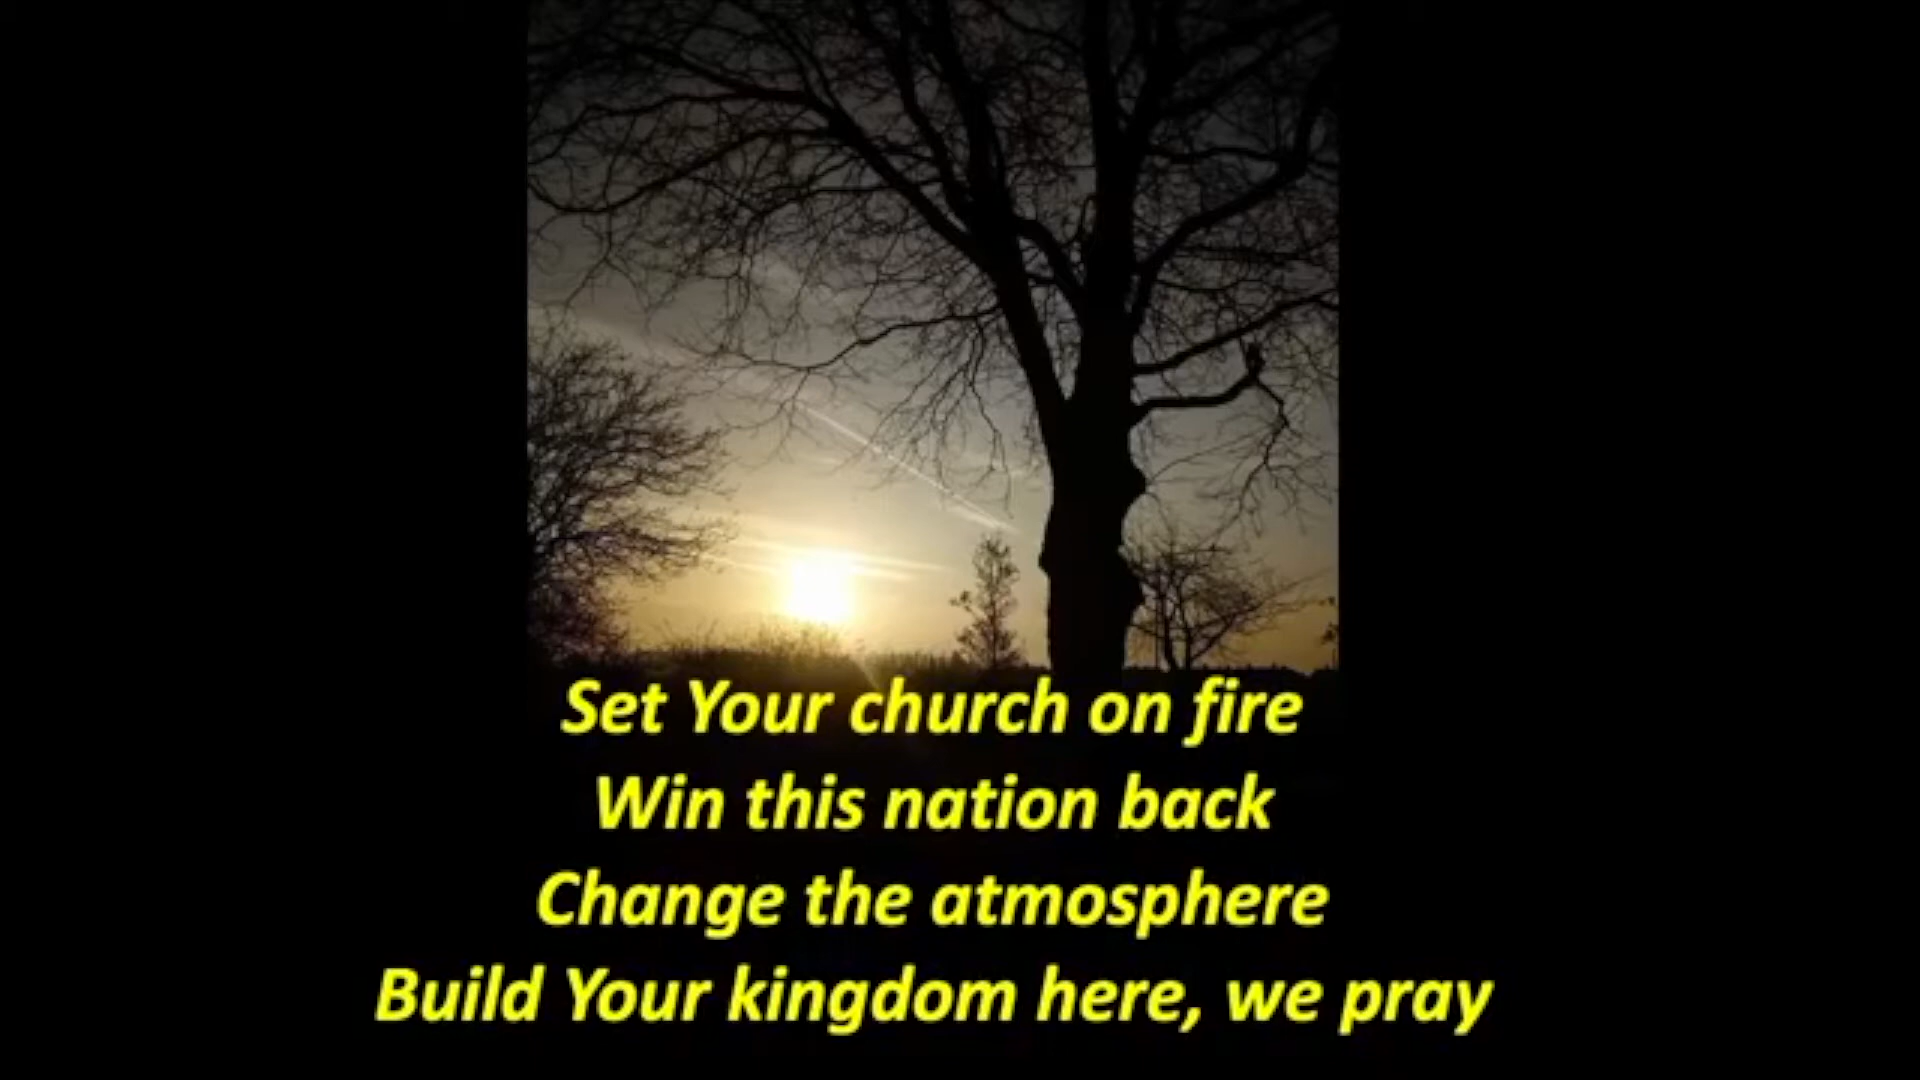 Set Your church on fire
Win this nation back
Change the atmosphere
Build Your kingdom here, we pray